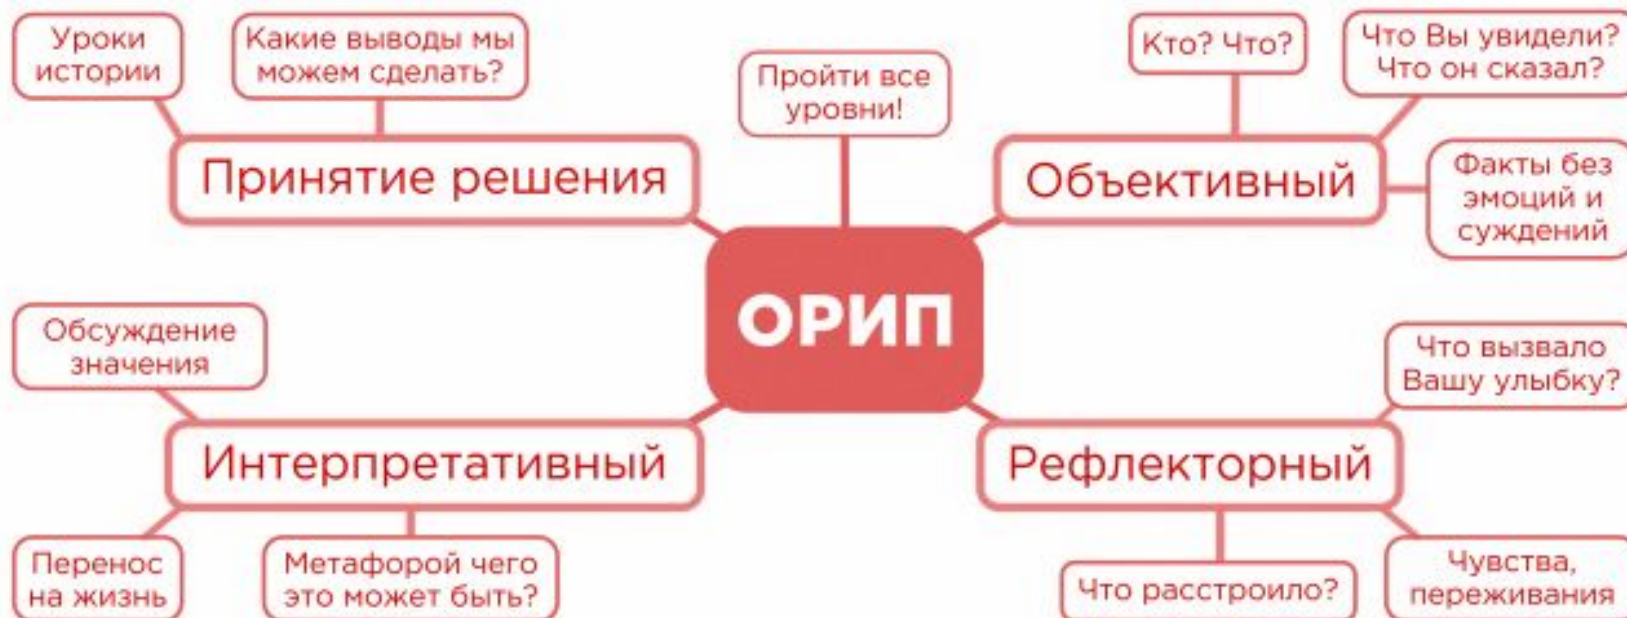 Уроки
истории
Какие выводы мы
можем сделать?
Принятие решения
Пройти все
уровни!
Кто? Что?
Что Вы увидели?
Что он сказал?
Объективный
Факты без
эмоций и
суждений
ОРИП
Обсуждение
значения
Интерпретативный
Перенос
на жизнь
Метафорой чего
это может быть?
Что вызвало
Вашу улыбку?
Рефлекторный
Что расстроило?
Чувства,
переживания